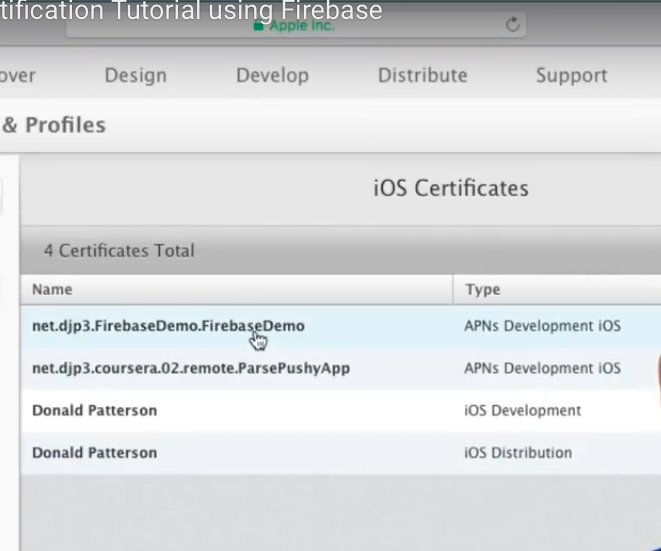 tification Tutorial using Firebase
Apple Inc.
over Design Develop Distribute Support
& Profiles
iOS Certificates
4 Certificates Total
Name Type
net.djp3.FirebaseDemo.FirebaseDemo APNs Development iOS
net.djp3.coursera.02.remote.ParsePushyApp APNs Development iOS
Donald Patterson iOS Development
Donald Patterson iOS Distribution